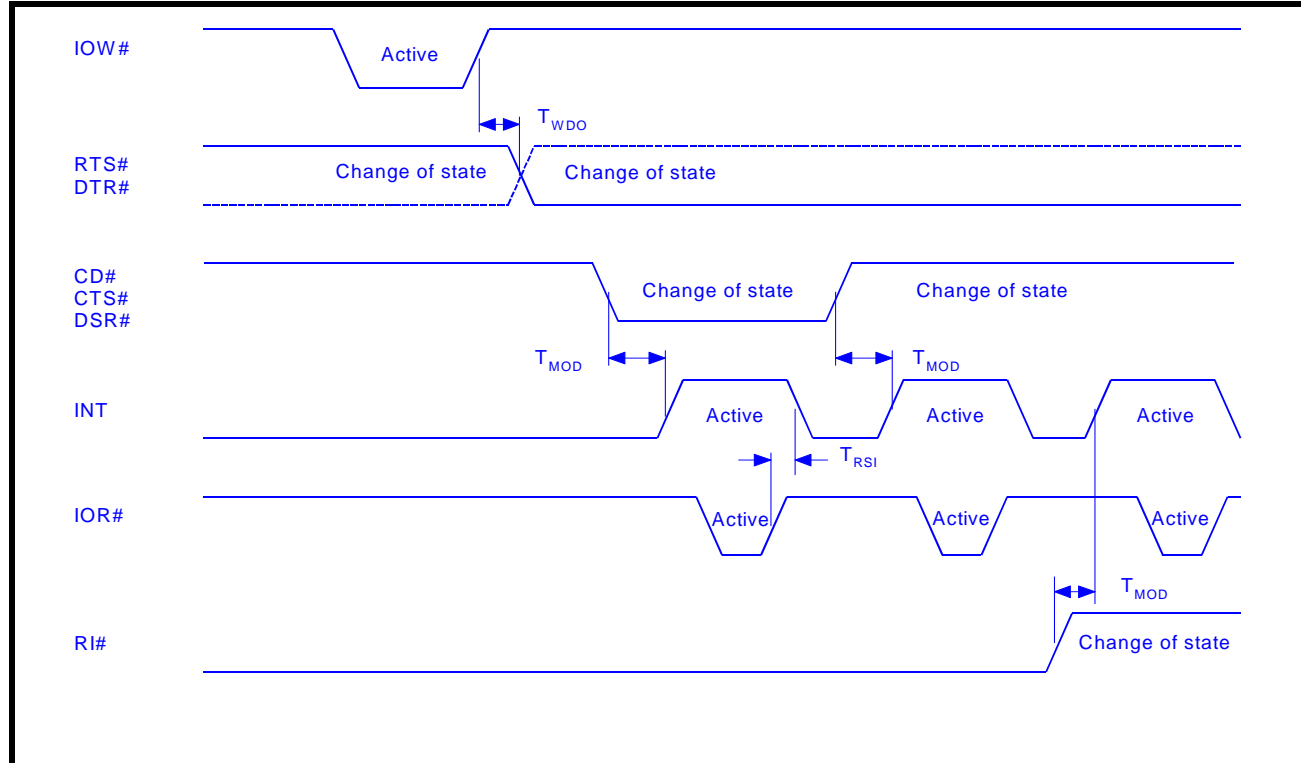 IOW#
Active
TWDO
RTS#
DTR#
Change of state
Change of state
CD#
CTS#
DSR#
Change of state
Change of state
TMOD
TMOD
INT
Active
Active
Active
TRSI
IOR#
Active
Active
Active
TMOD
RI#
Change of state